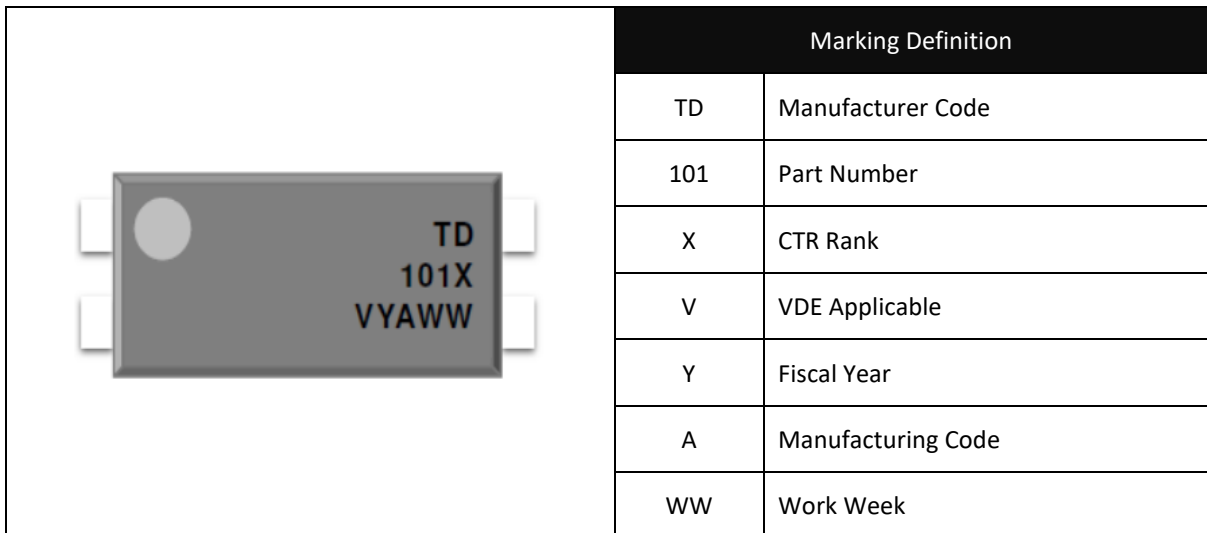 TD
101X
VYAWW
Marking Definition
TD Manufacturer Code
101 Part Number
X CTR Rank
V VDE Applicable
Y Fiscal Year
A Manufacturing Code
WW Work Week